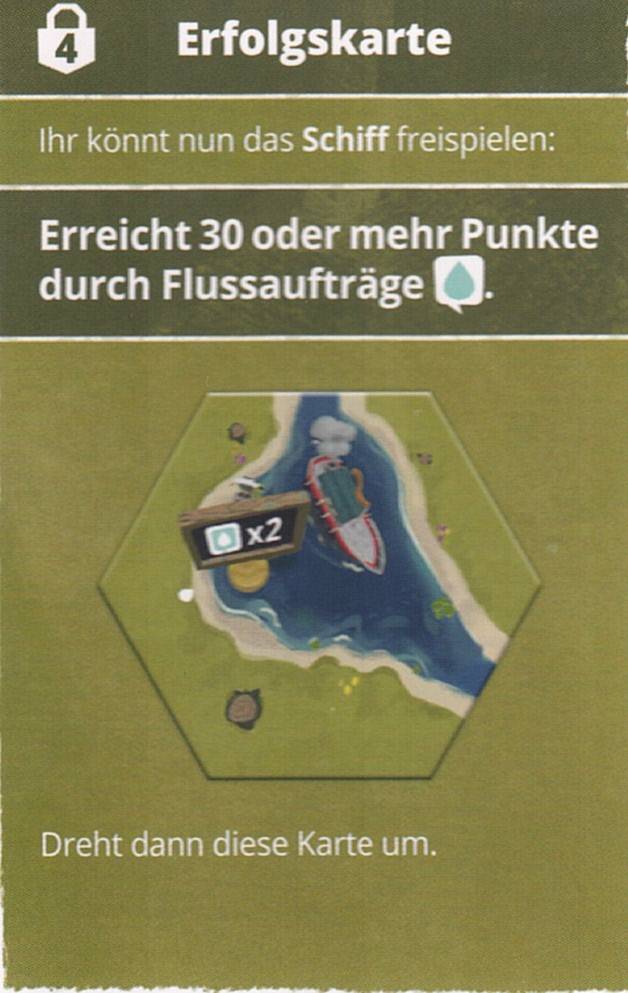 4
Erfolgskarte
Ihr könnt nun das Schiff freispielen:
Erreicht 30 oder mehr Punkte
durch Flussaufträge .
x2
Dreht dann diese Karte um.